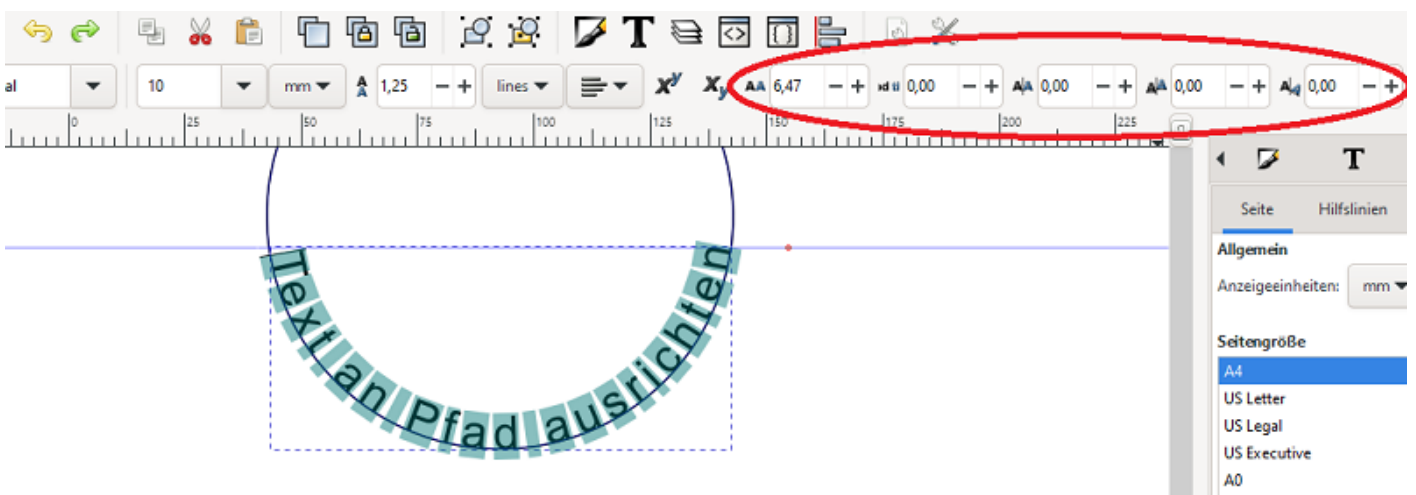 al 10 mm 1,25 lines 6,47 0,00 0,00 0,00 0,00
0 25 50 75 100 125 150 175 200 225
Seite Hilfslinien
Allgemein
Anzeigeeinheiten: mm
Seitengröße
A4
US Letter
US Legal
US Executive
A0
Text an Pfad ausrichten